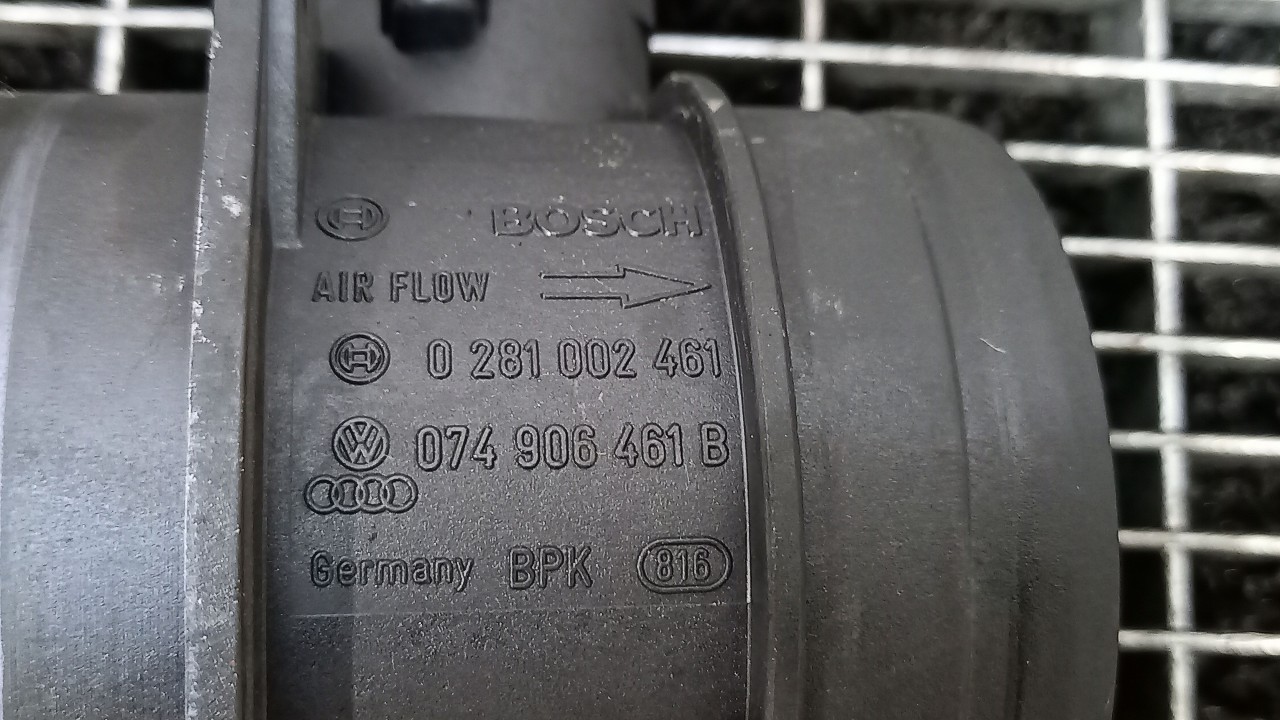 BOSCH
AIR FLOW
0 281 002 461
074 906 461 B
Germany BPK 816